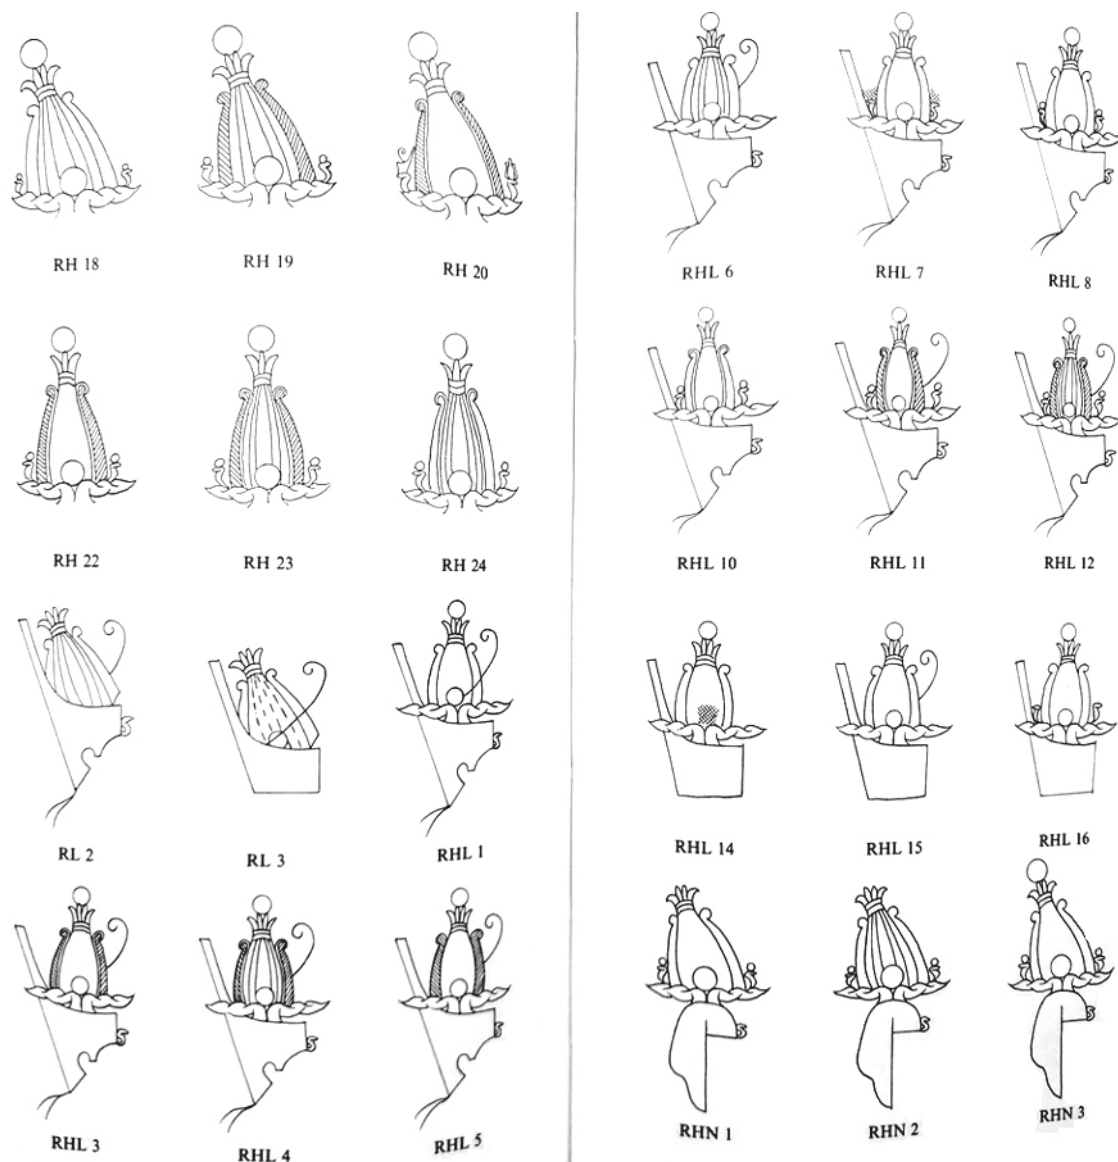 RH 18
RH 19
RH 20
RH 22
RH 23
RH 24
RL 2
RL 3
RHL 1
RHL 3
RHL 4
RHL 5
RHL 6
RHL 7
RHL 8
RHL 10
RHL 11
RHL 12
RHL 14
RHL 15
RHL 16
RHN 1
RHN 2
RHN 3